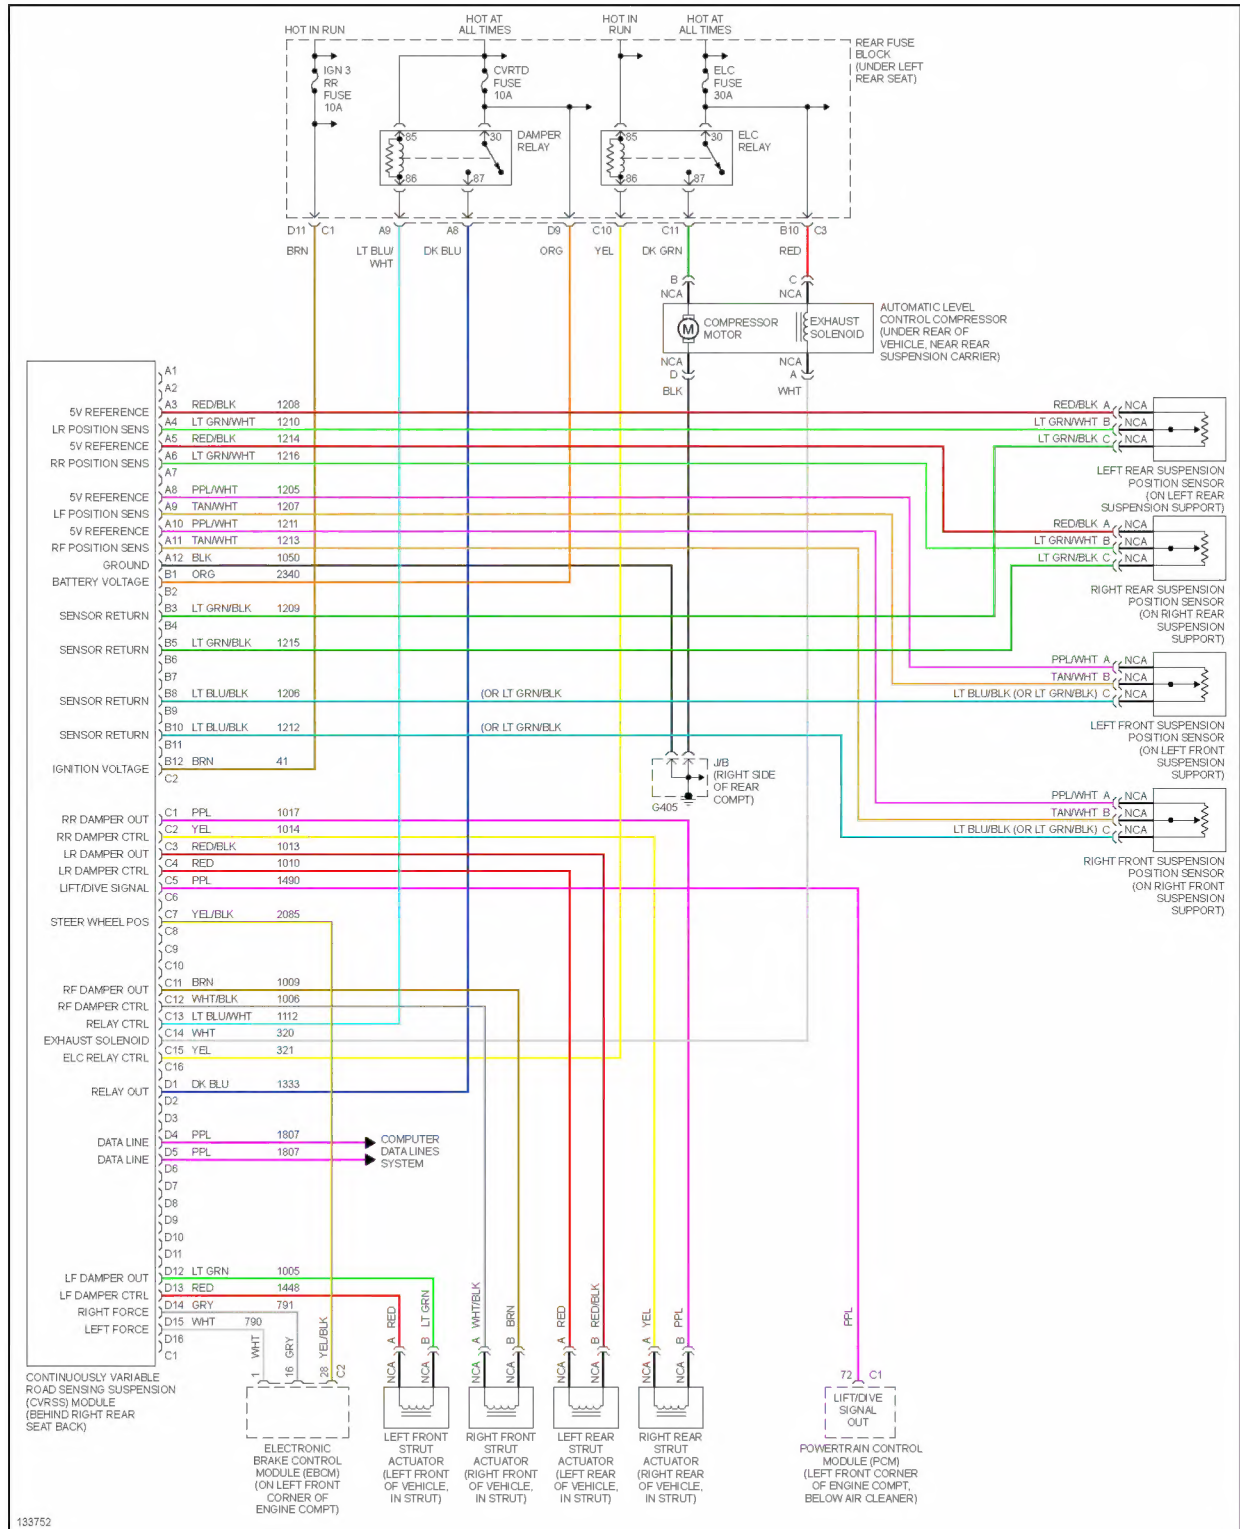 HOT IN RUN
HOT AT
ALL TIMES
HOT IN
RUN
HOT AT
ALL TIMES
REAR FUSE
BLOCK
(UNDER LEFT
REAR SEAT)
IGN 3
RR
FUSE
10A
CVRTD
FUSE
10A
ELC
FUSE
30A
85
30
DAMPER
RELAY
86
87
85
30
ELC
RELAY
86
87
D11 C1 A9 A8 D9 C10 C11 B10 C3
BRN
LT BLU/
WHT
DK BLU
ORG
YEL
DK GRN
RED
B
NCA
C
NCA
M
COMPRESSOR
MOTOR
EXHAUST
SOLENOID
AUTOMATIC LEVEL
CONTROL COMPRESSOR
(UNDER REAR OF
VEHICLE, NEAR REAR
SUSPENSION CARRIER)
NCA
D
BLK
NCA
A
WHT
A1
A2
5V REFERENCE A3 RED/BLK 1208
LR POSITION SENS A4 LT GRN/WHT 1210
5V REFERENCE A5 RED/BLK 1214
RR POSITION SENS A6 LT GRN/WHT 1216
A7
5V REFERENCE A8 PPL/WHT 1205
LF POSITION SENS A9 TAN/WHT 1207
5V REFERENCE A10 PPL/WHT 1211
RF POSITION SENS A11 TAN/WHT 1213
GROUND A12 BLK 1050
BATTERY VOLTAGE B1 ORG 2340
B2
SENSOR RETURN B3 LT GRN/BLK 1209
B4
SENSOR RETURN B5 LT GRN/BLK 1215
B6
B7
SENSOR RETURN B8 LT BLU/BLK 1206 (OR LT GRN/BLK
B9
SENSOR RETURN B10 LT BLU/BLK 1212 (OR LT GRN/BLK
B11
IGNITION VOLTAGE B12 BRN 41
C2
RR DAMPER OUT C1 PPL 1017
RR DAMPER CTRL C2 YEL 1014
LR DAMPER OUT C3 RED/BLK 1013
LR DAMPER CTRL C4 RED 1010
LIFT/DIVE SIGNAL C5 PPL 1490
C6
STEER WHEEL POS C7 YEL/BLK 2085
C8
C9
C10
RF DAMPER OUT C11 BRN 1009
RF DAMPER CTRL C12 WHT/BLK 1006
RELAY CTRL C13 LT BLU/WHT 1112
EXHAUST SOLENOID C14 WHT 320
ELC RELAY CTRL C15 YEL 321
C16
RELAY OUT D1 DK BLU 1333
D2
D3
DATA LINE D4 PPL 1807
DATA LINE D5 PPL 1807
COMPUTER
DATA LINES
SYSTEM
D6
D7
D8
D9
D10
D11
LF DAMPER OUT D12 LT GRN 1005
LF DAMPER CTRL D13 RED 1448
RIGHT FORCE D14 GRY 791
LEFT FORCE D15 WHT 790
D16
C1
CONTINUOUSLY VARIABLE
ROAD SENSING SUSPENSION
(CVRSS) MODULE
(BEHIND RIGHT REAR
SEAT BACK)
RED/BLK A NCA
LT GRN/WHT B NCA
LT GRN/BLK C NCA
LEFT REAR SUSPENSION
POSITION SENSOR
(ON LEFT REAR
SUSPENSION SUPPORT)
RED/BLK A NCA
LT GRN/WHT B NCA
LT GRN/BLK C NCA
RIGHT REAR SUSPENSION
POSITION SENSOR
(ON RIGHT REAR
SUSPENSION
SUPPORT)
PPL/WHT A NCA
TAN/WHT B NCA
LT BLU/BLK (OR LT GRN/BLK) C NCA
LEFT FRONT SUSPENSION
POSITION SENSOR
(ON LEFT FRONT
SUSPENSION
SUPPORT)
J/B
(RIGHT SIDE
OF REAR
COMPT)
G405
PPL/WHT A NCA
TAN/WHT B NCA
LT BLU/BLK (OR LT GRN/BLK) C NCA
RIGHT FRONT SUSPENSION
POSITION SENSOR
(ON RIGHT FRONT
SUSPENSION
SUPPORT)
1 WHT
16 GRY
28 YEL/BLK
C2
NCA A RED
NCA B LT GRN
NCA A WHT/BLK
NCA B BRN
NCA A RED
NCA B RED/BLK
NCA A YEL
NCA B PPL
PPL
72 C1
LIFT/DIVE
SIGNAL
OUT
ELECTRONIC
BRAKE CONTROL
MODULE (EBCM)
(ON LEFT FRONT
CORNER OF
ENGINE COMPT)
LEFT FRONT
STRUT
ACTUATOR
(LEFT FRONT
OF VEHICLE,
IN STRUT)
RIGHT FRONT
STRUT
ACTUATOR
(RIGHT FRONT
OF VEHICLE,
IN STRUT)
LEFT REAR
STRUT
ACTUATOR
(LEFT REAR
OF VEHICLE,
IN STRUT)
RIGHT REAR
STRUT
ACTUATOR
(RIGHT REAR
OF VEHICLE,
IN STRUT)
POWERTRAIN CONTROL
MODULE (PCM)
(LEFT FRONT CORNER
OF ENGINE COMPT,
BELOW AIR CLEANER)
133752